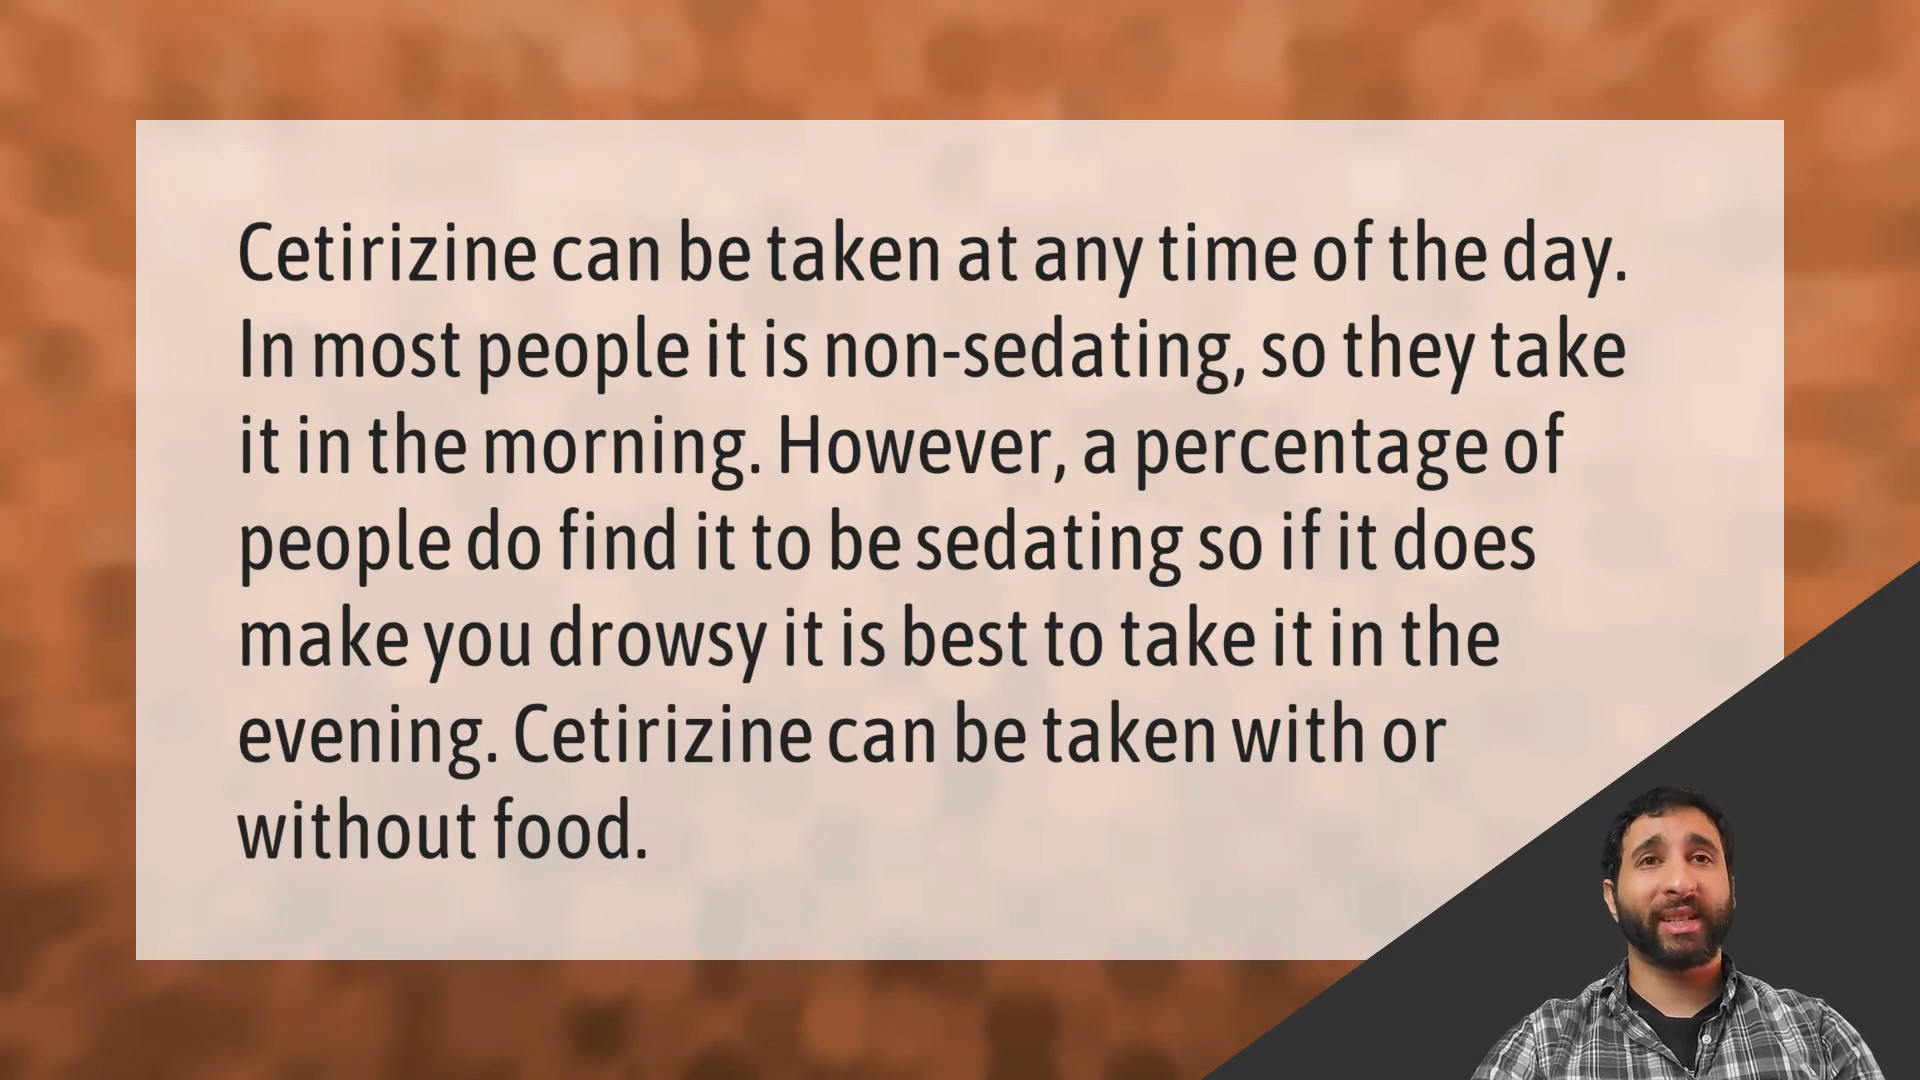 Cetirizine can be taken at any time of the day.
In most people it is non-sedating, so they take
it in the morning. However, a percentage of
people do find it to be sedating so if it does
make you drowsy it is best to take it in the
evening. Cetirizine can be taken with or
without food.